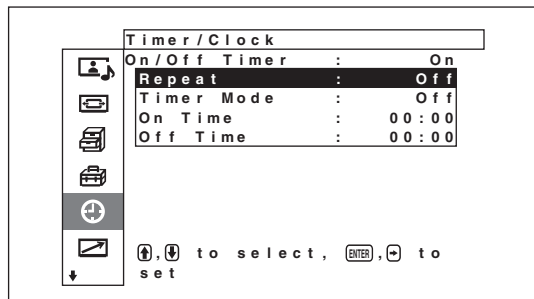 Timer/Clock
On/Off Timer : On
Repeat : Off
Timer Mode : Off
On Time : 00:00
Off Time : 00:00
↑,↓ to select, ENTER,→ to
set